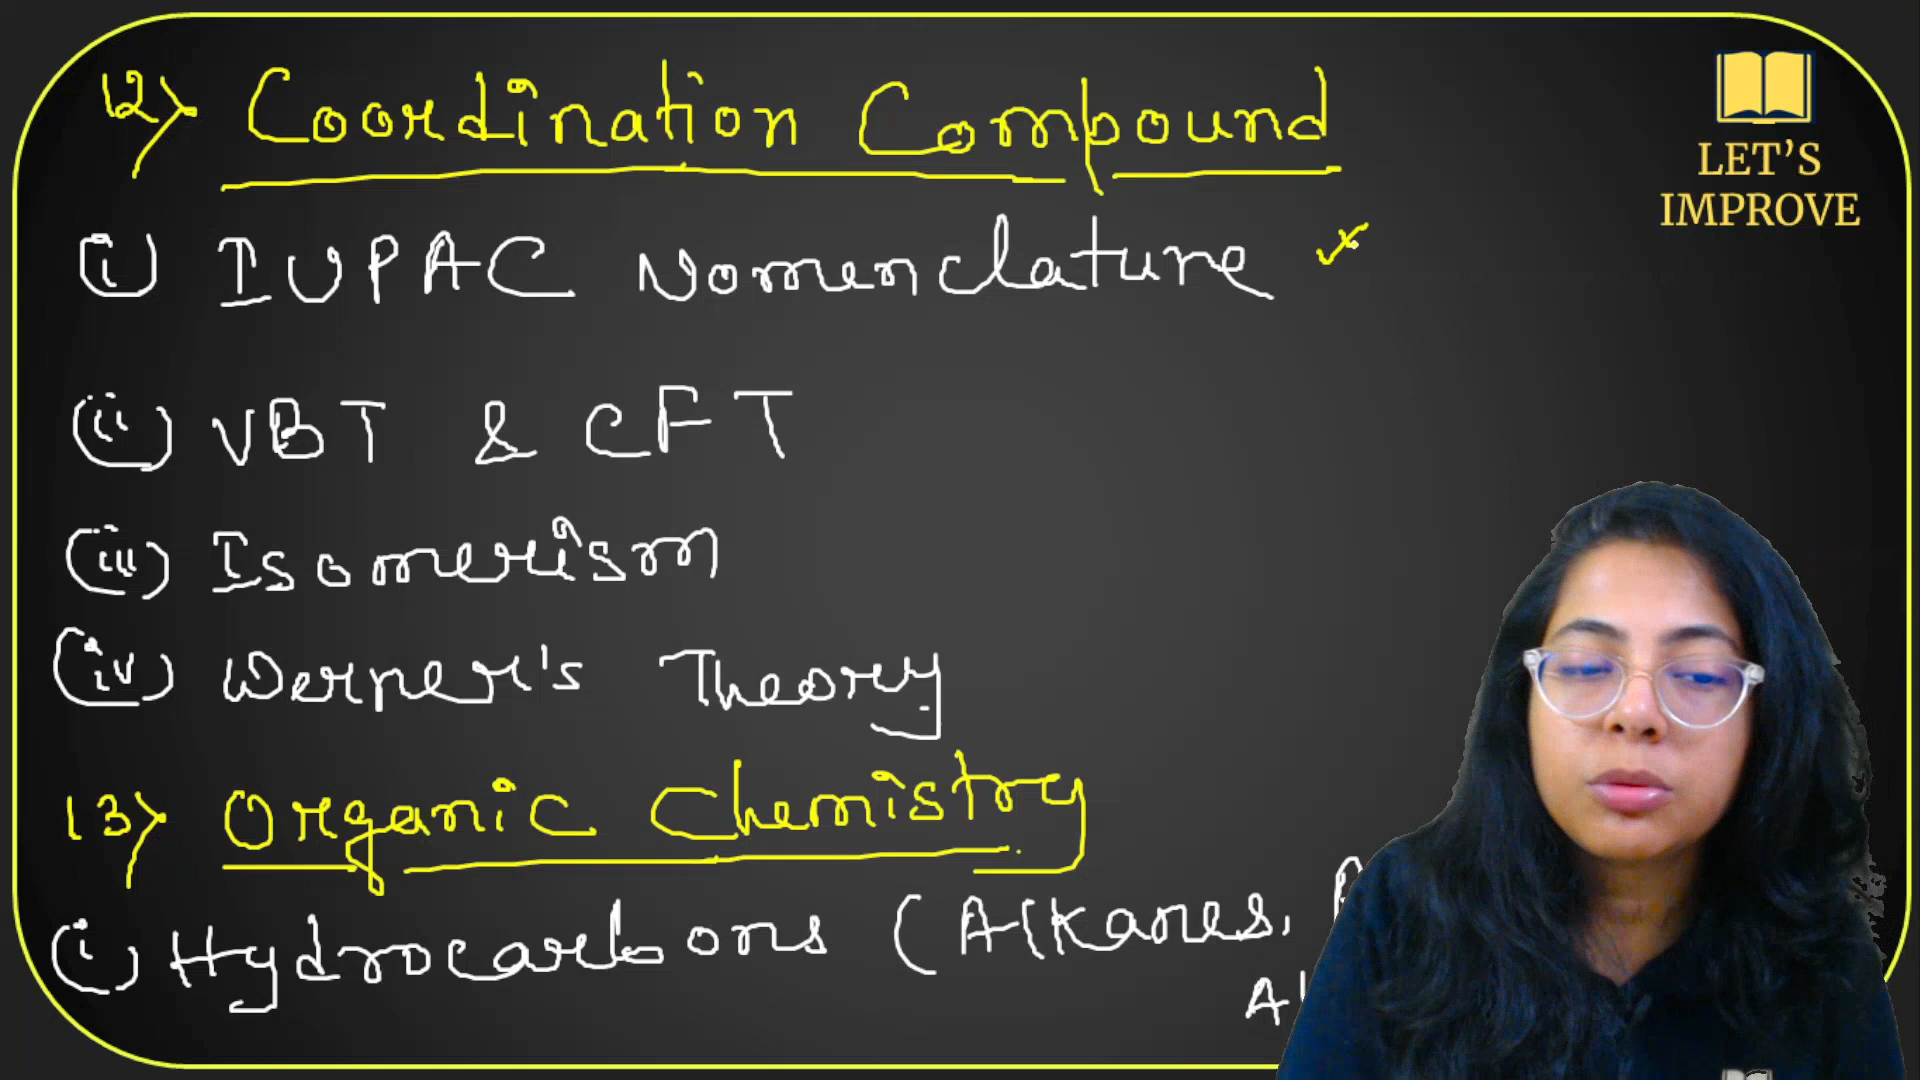 12> Coordination Compound
LET'S
IMPROVE
(i) IUPAC Nomenclature
(ii) VBT & CFT
(iii) Isomerism
(iv) Werner's Theory
13> Organic Chemistry
(i) Hydrocarbons (Alkanes,